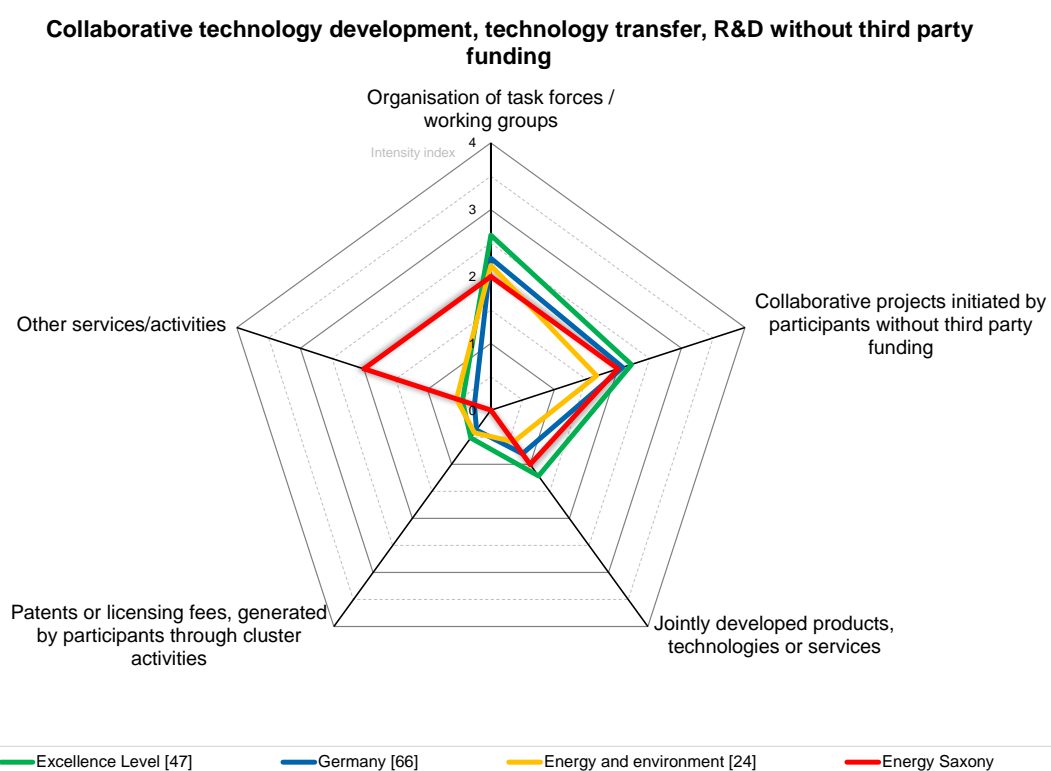 Collaborative technology development, technology transfer, R&D without third party
funding
Organisation of task forces /
working groups
Intensity index
4
3
2
1
0
Collaborative projects initiated by
participants without third party
funding
Other services/activities
Patents or licensing fees, generated
by participants through cluster
activities
Jointly developed products,
technologies or services
Excellence Level [47]
Germany [66]
Energy and environment [24]
Energy Saxony